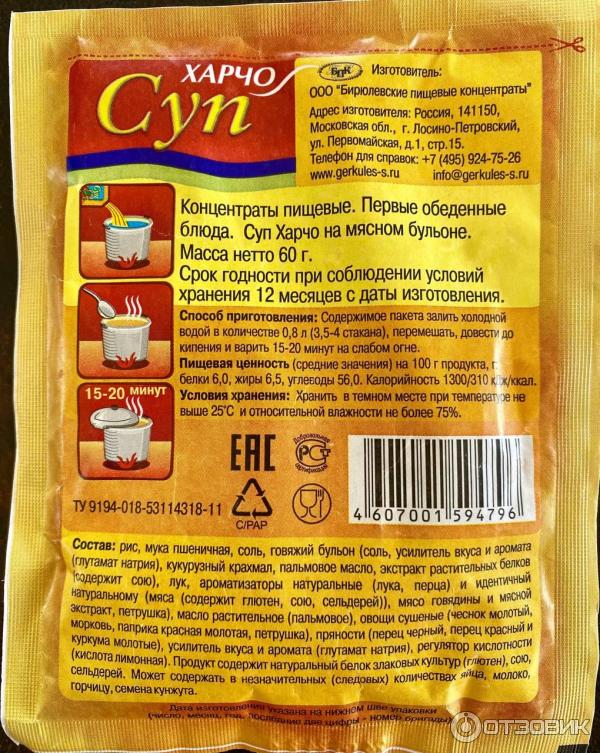 ХАРЧО
Суп
БПК
Изготовитель:
ООО "Бирюлевские пищевые концентраты"
Адрес изготовителя: Россия, 141150,
Московская обл., г. Лосино-Петровский,
ул. Первомайская, д.1, стр.15.
Телефон для справок: +7 (495) 924-75-26
www.gerkules-s.ru info@gerkules-s.ru
Концентраты пищевые. Первые обеденные
блюда. Суп Харчо на мясном бульоне.
Масса нетто 60 г.
Срок годности при соблюдении условий
хранения 12 месяцев с даты изготовления.
Способ приготовления: Содержимое пакета залить холодной
водой в количестве 0,8 л (3,5-4 стакана), перемешать, довести до
кипения и варить 15-20 минут на слабом огне.
Пищевая ценность (средние значения) на 100 г продукта, г:
белки 6,0, жиры 6,5, углеводы 56,0. Калорийность 1300/310 кДж/ккал.
Условия хранения: Хранить в темном месте при температуре не
выше 25°С и относительной влажности не более 75%.
15-20 минут
ЕАС
Добровольная
РСТ
сертификация
ТУ 9194-018-53114318-11
C/PAP
4 607001 594796
Состав: рис, мука пшеничная, соль, говяжий бульон (соль, усилитель вкуса и аромата
(глутамат натрия), кукурузный крахмал, пальмовое масло, экстракт растительных белков
(содержит сою), лук, ароматизаторы натуральные (лука, перца) и идентичный
натуральному (мяса (содержит глютен, сою, сельдерей)), мясо говядины и мясной
экстракт, петрушка), масло растительное (пальмовое), овощи сушеные (чеснок молотый,
морковь, паприка красная молотая, петрушка), пряности (перец черный, перец красный и
куркума молотые), усилитель вкуса и аромата (глутамат натрия), регулятор кислотности
(кислота лимонная). Продукт содержит натуральный белок злаковых культур (глютен), сою,
сельдерей. Может содержать в незначительных (следовых) количествах яйца, молоко,
горчицу, семена кунжута.
Дата изготовления указана на нижнем шве упаковки
(число, месяц, год, последние две цифры - номер бригады)
ОТЗОВИК